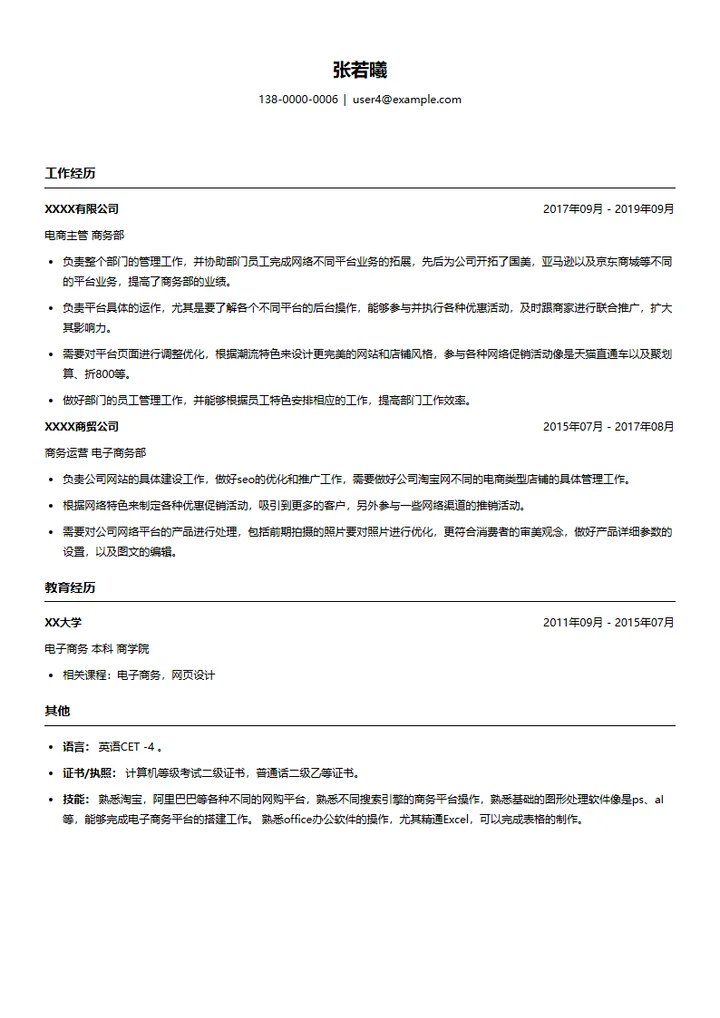 张若曦
138-0000-0006 | user4@example.com
工作经历
XXXX有限公司 2017年09月 - 2019年09月
电商主管 商务部
• 负责整个部门的管理工作，并协助部门员工完成网络不同平台业务的拓展，先后为公司开拓了国美，亚马逊以及京东商城等不同
的平台业务，提高了商务部的业绩。
• 负责平台具体的运作，尤其是要了解各个不同平台的后台操作，能够参与并执行各种优惠活动，及时跟商家进行联合推广，扩大
其影响力。
• 需要对平台页面进行调整优化，根据潮流特色来设计更完美的网站和店铺风格，参与各种网络促销活动像是天猫直通车以及聚划
算、折800等。
• 做好部门的员工管理工作，并能够根据员工特色安排相应的工作，提高部门工作效率。
XXXX商贸公司 2015年07月 - 2017年08月
商务运营 电子商务部
• 负责公司网站的具体建设工作，做好seo的优化和推广工作，需要做好公司淘宝网不同的电商类型店铺的具体管理工作。
• 根据网络特色来制定各种优惠促销活动，吸引到更多的客户，另外参与一些网络渠道的推销活动。
• 需要对公司网络平台的产品进行处理，包括前期拍摄的照片要对照片进行优化，更符合消费者的审美观念，做好产品详细参数的
设置，以及图文的编辑。
教育经历
XX大学 2011年09月 - 2015年07月
电子商务 本科 商学院
• 相关课程：电子商务，网页设计
其他
• 语言： 英语CET -4 。
• 证书/执照： 计算机等级考试二级证书，普通话二级乙等证书。
• 技能： 熟悉淘宝，阿里巴巴等各种不同的网购平台，熟悉不同搜索引擎的商务平台操作，熟悉基础的图形处理软件像是ps、aI
等，能够完成电子商务平台的搭建工作。 熟悉office办公软件的操作，尤其精通Excel，可以完成表格的制作。